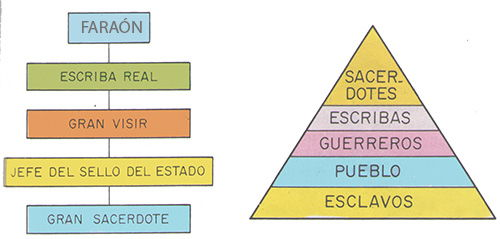 FARAÓN
ESCRIBA REAL
GRAN VISIR
JEFE DEL SELLO DEL ESTADO
GRAN SACERDOTE
SACER-
DOTES
ESCRIBAS
GUERREROS
PUEBLO
ESCLAVOS